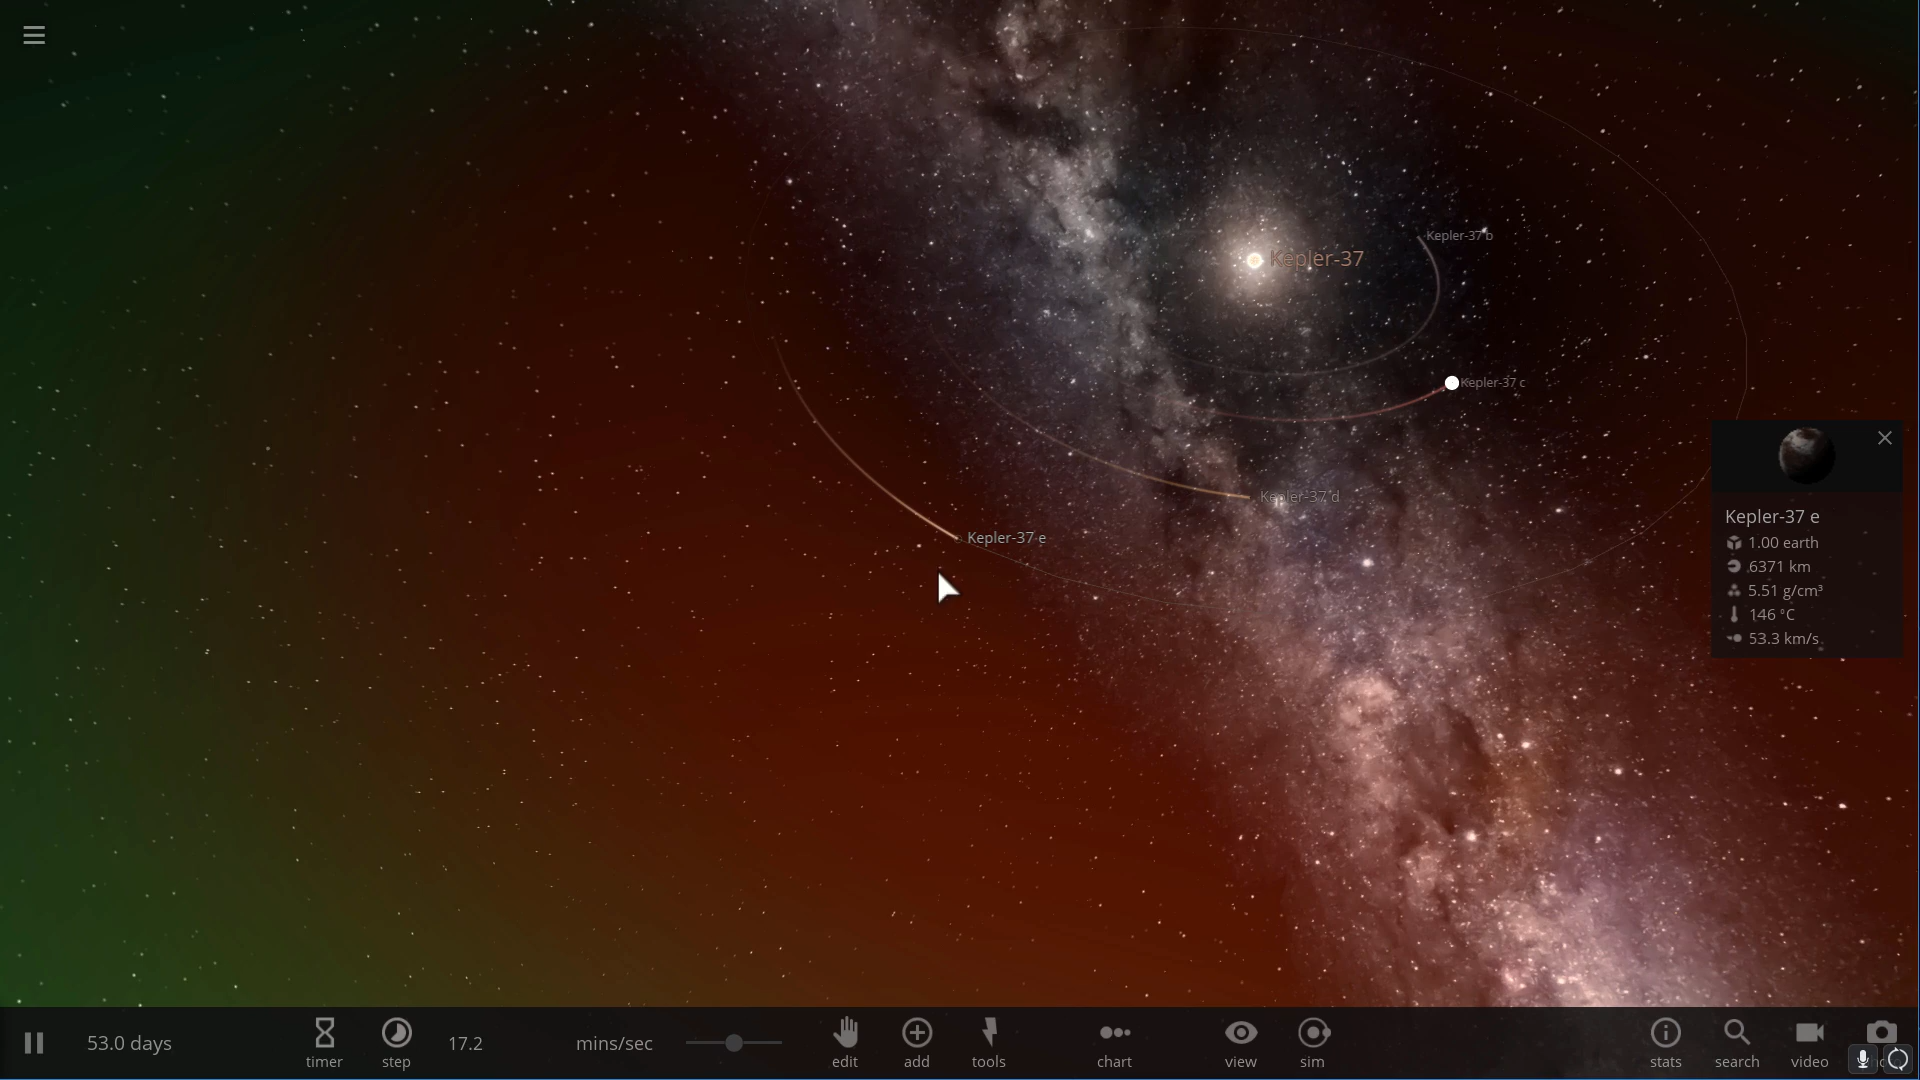 Kepler-37 b
Kepler-37
Kepler-37 c
Kepler-37 d
Kepler-37 e
Kepler-37 e
1.00 earth
6371 km
5.51 g/cm³
146 °C
53.3 km/s
53.0 days
timer
step
17.2
mins/sec
edit
add
tools
chart
view
sim
stats
search
video